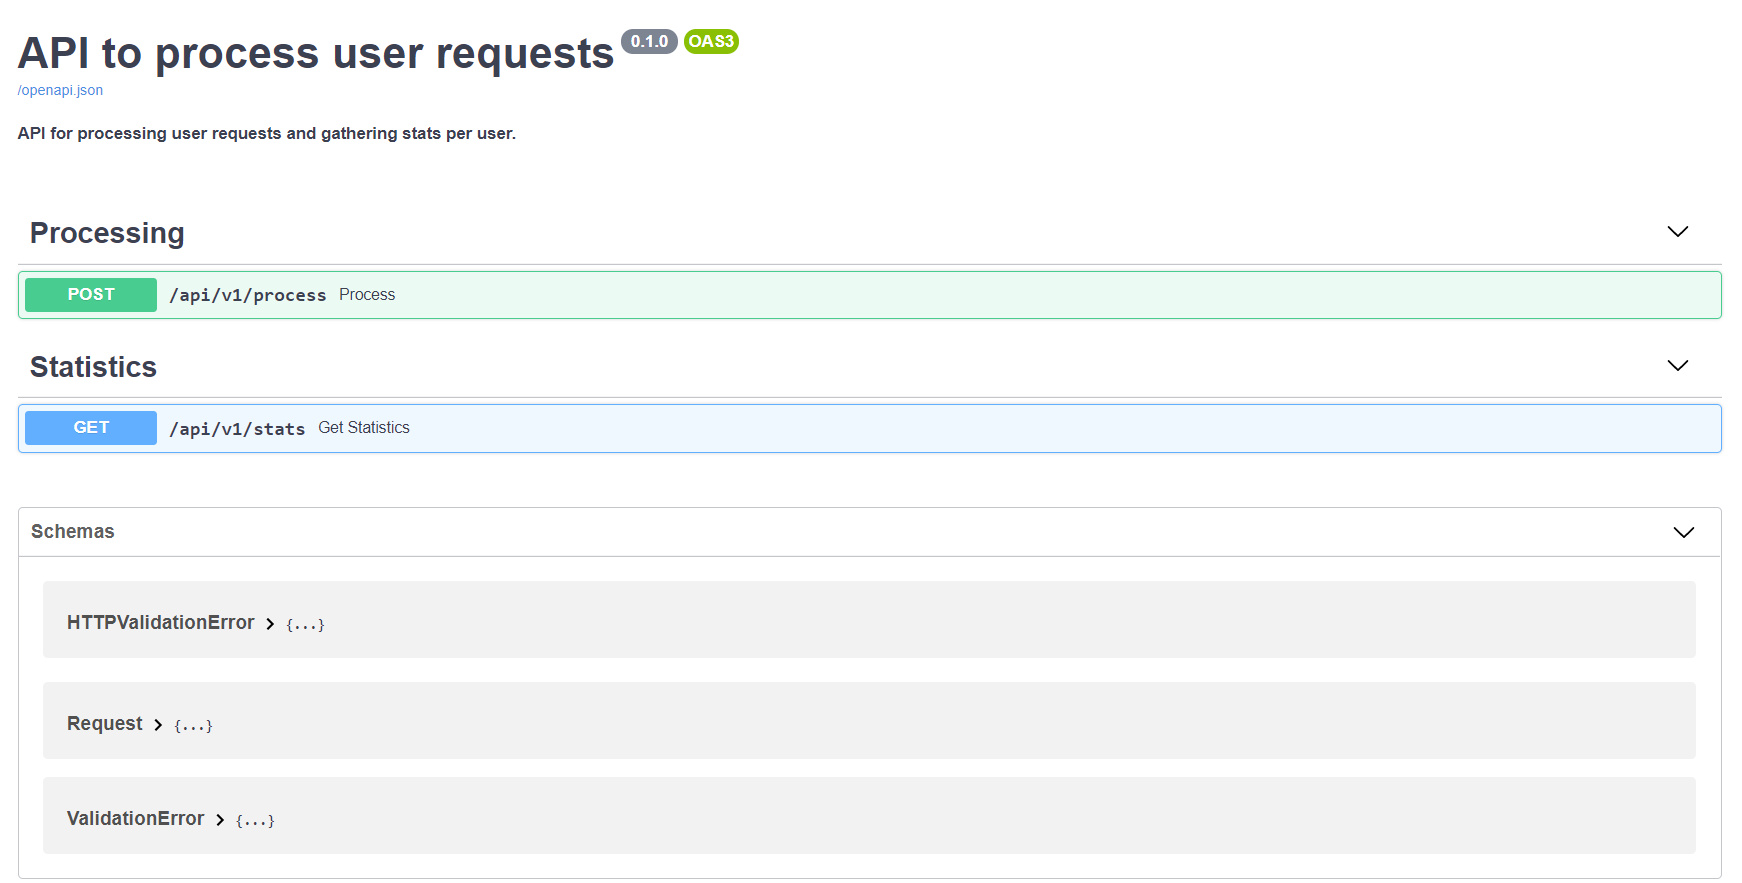 API to process user requests 0.1.0 OAS3
/openapi.json
API for processing user requests and gathering stats per user.
Processing
POST /api/v1/process Process
Statistics
GET /api/v1/stats Get Statistics
Schemas
HTTPValidationError > {...}
Request > {...}
ValidationError > {...}